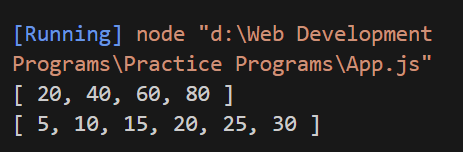 [Running] node "d:\Web Development
Programs\Practice Programs\App.js"
[ 20, 40, 60, 80 ]
[ 5, 10, 15, 20, 25, 30 ]